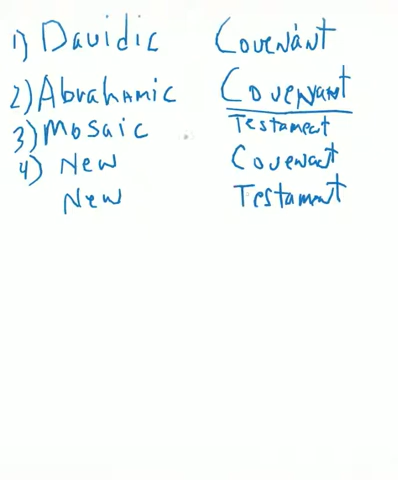 1) Davidic Covenant
2) Abrahamic Covenant
3) Mosaic Testament
4) New Covenant
New Testament